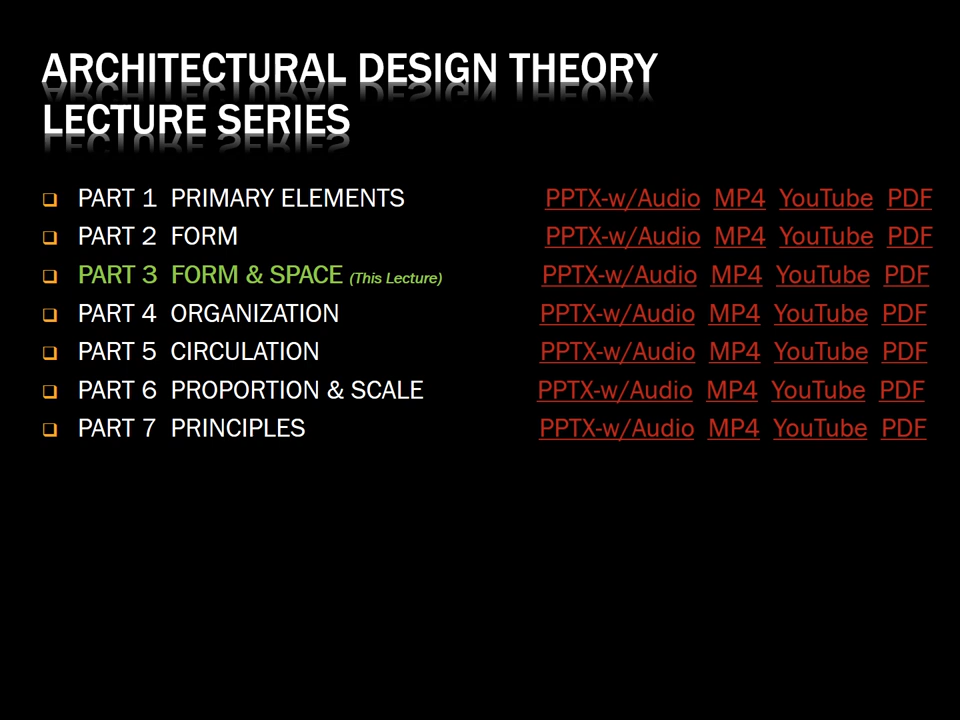 ARCHITECTURAL DESIGN THEORY
LECTURE SERIES
PART 1 PRIMARY ELEMENTS PPTX-w/Audio MP4 YouTube PDF
PART 2 FORM PPTX-w/Audio MP4 YouTube PDF
PART 3 FORM & SPACE (This Lecture) PPTX-w/Audio MP4 YouTube PDF
PART 4 ORGANIZATION PPTX-w/Audio MP4 YouTube PDF
PART 5 CIRCULATION PPTX-w/Audio MP4 YouTube PDF
PART 6 PROPORTION & SCALE PPTX-w/Audio MP4 YouTube PDF
PART 7 PRINCIPLES PPTX-w/Audio MP4 YouTube PDF